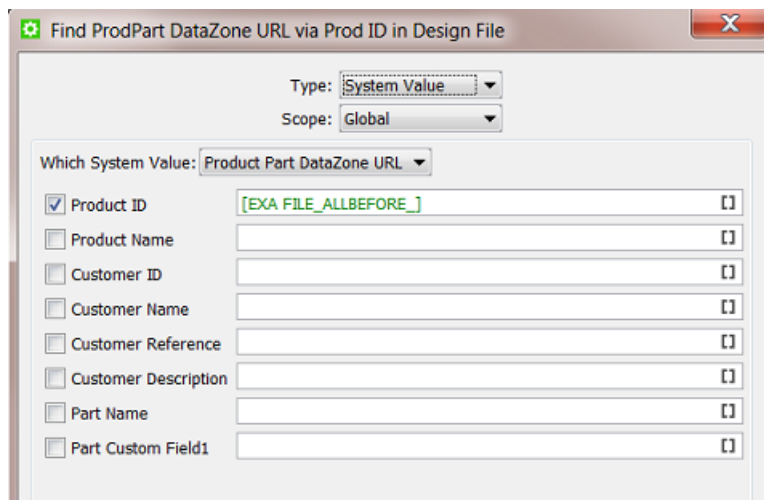 Find ProdPart DataZone URL via Prod ID in Design File
Type: System Value
Scope: Global
Which System Value: Product Part DataZone URL
Product ID [EXA FILE_ALLBEFORE_] []
Product Name []
Customer ID []
Customer Name []
Customer Reference []
Customer Description []
Part Name []
Part Custom Field1 []